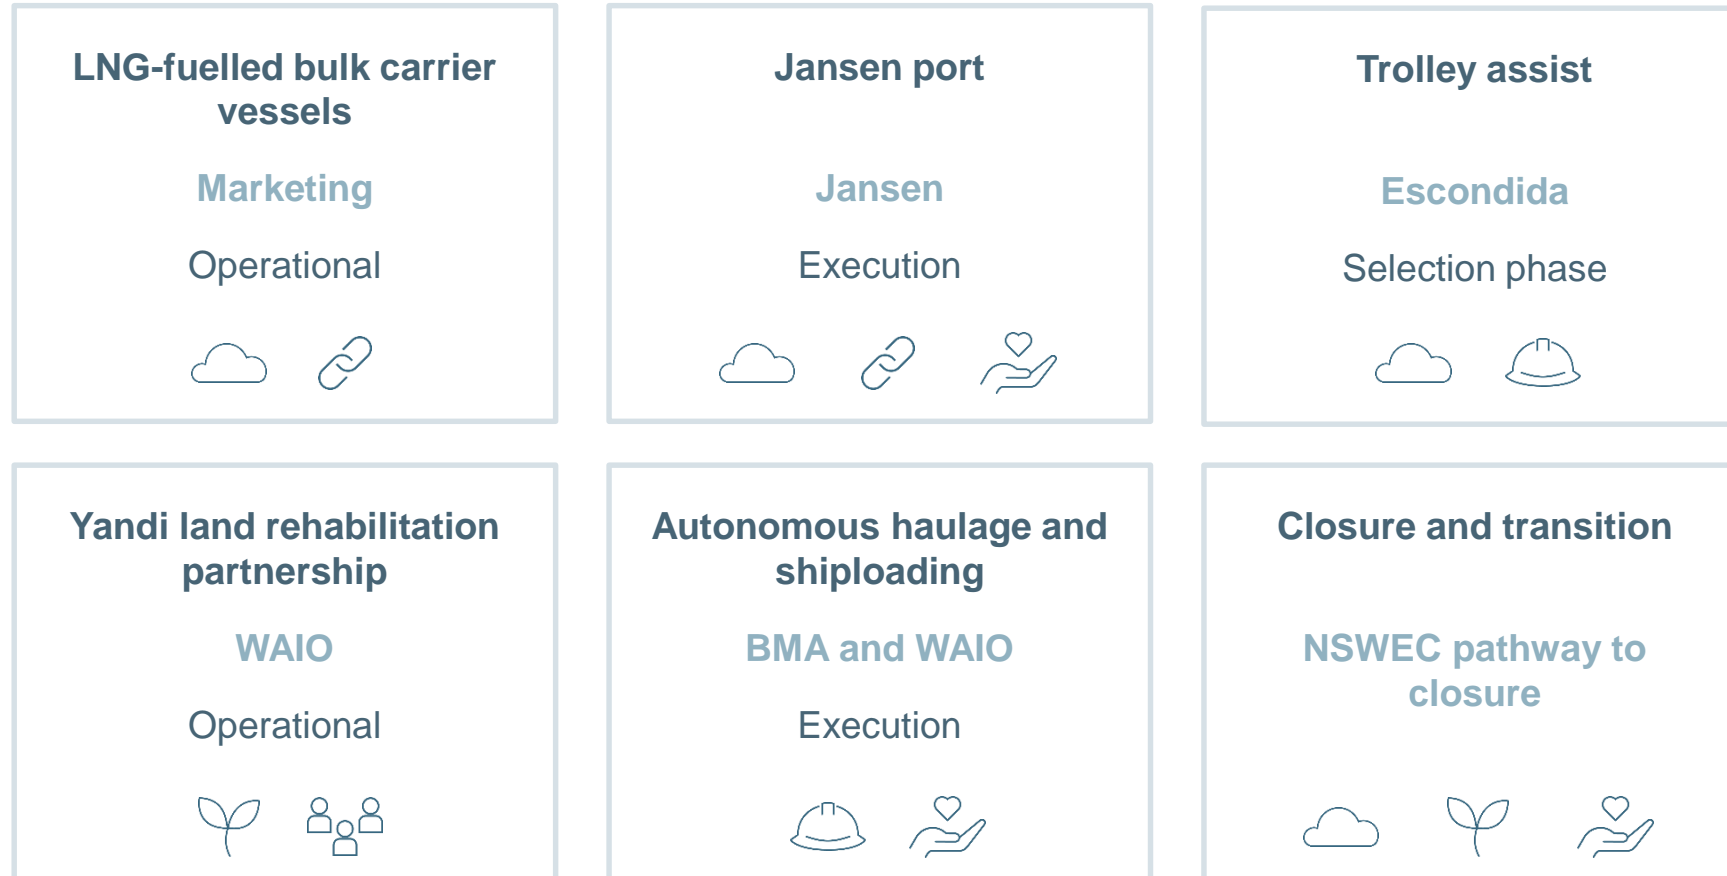 LNG-fuelled bulk carrier
vessels
Marketing
Operational
Jansen port
Jansen
Execution
Trolley assist
Escondida
Selection phase
Yandi land rehabilitation
partnership
WAIO
Operational
Autonomous haulage and
shiploading
BMA and WAIO
Execution
Closure and transition
NSWEC pathway to
closure